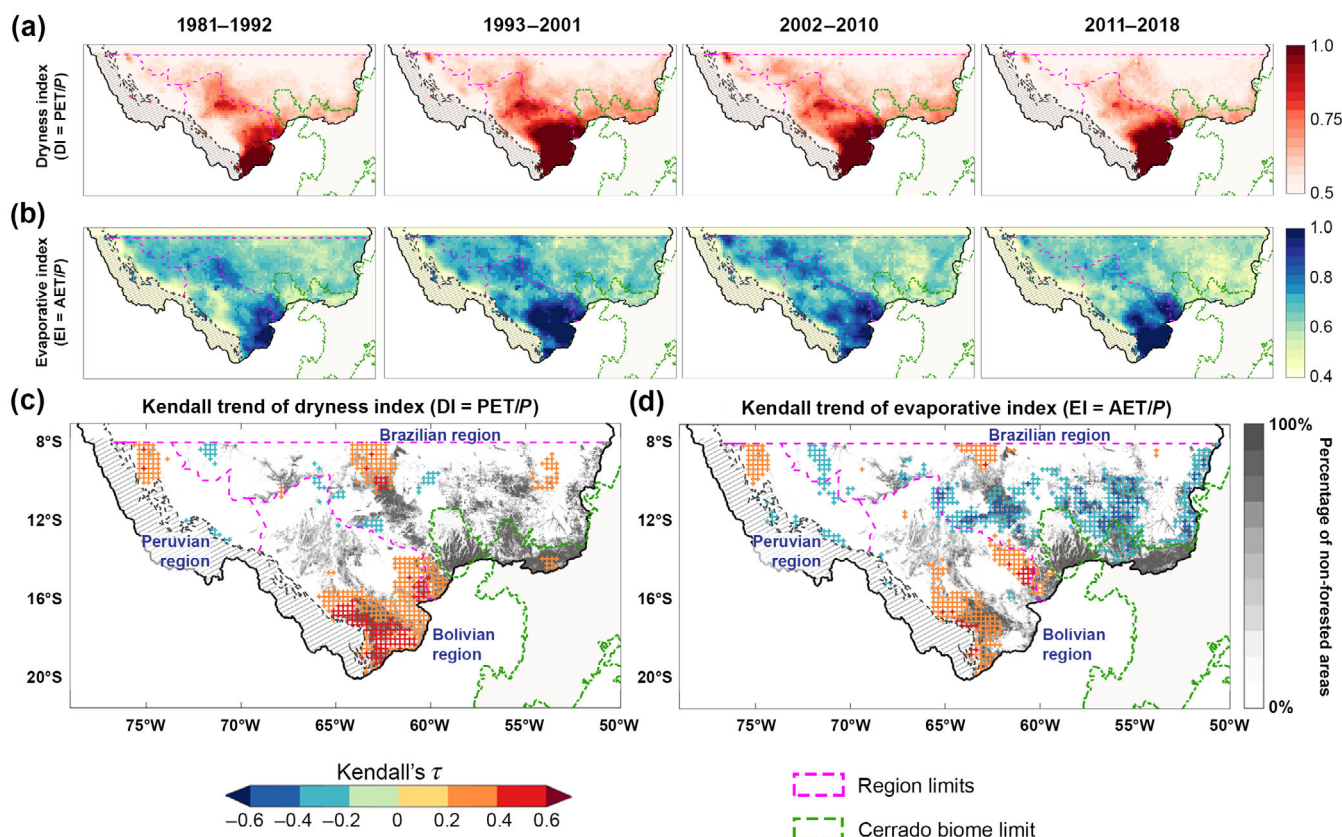 (a)
1981–1992
1993–2001
2002–2010
2011–2018
Dryness index
(DI = PET/P)
1.0
0.75
0.5
(b)
Evaporative index
(EI = AET/P)
1.0
0.8
0.6
0.4
(c)
Kendall trend of dryness index (DI = PET/P)
8°S
12°S
16°S
20°S
75°W
70°W
65°W
60°W
55°W
50°W
Brazilian region
Peruvian
region
Bolivian
region
(d)
Kendall trend of evaporative index (EI = AET/P)
8°S
12°S
16°S
20°S
75°W
70°W
65°W
60°W
55°W
50°W
Brazilian region
Peruvian
region
Bolivian
region
100%
Percentage of non-forested areas
0%
Kendall's τ
–0.6
–0.4
–0.2
0
0.2
0.4
0.6
Region limits
Cerrado biome limit